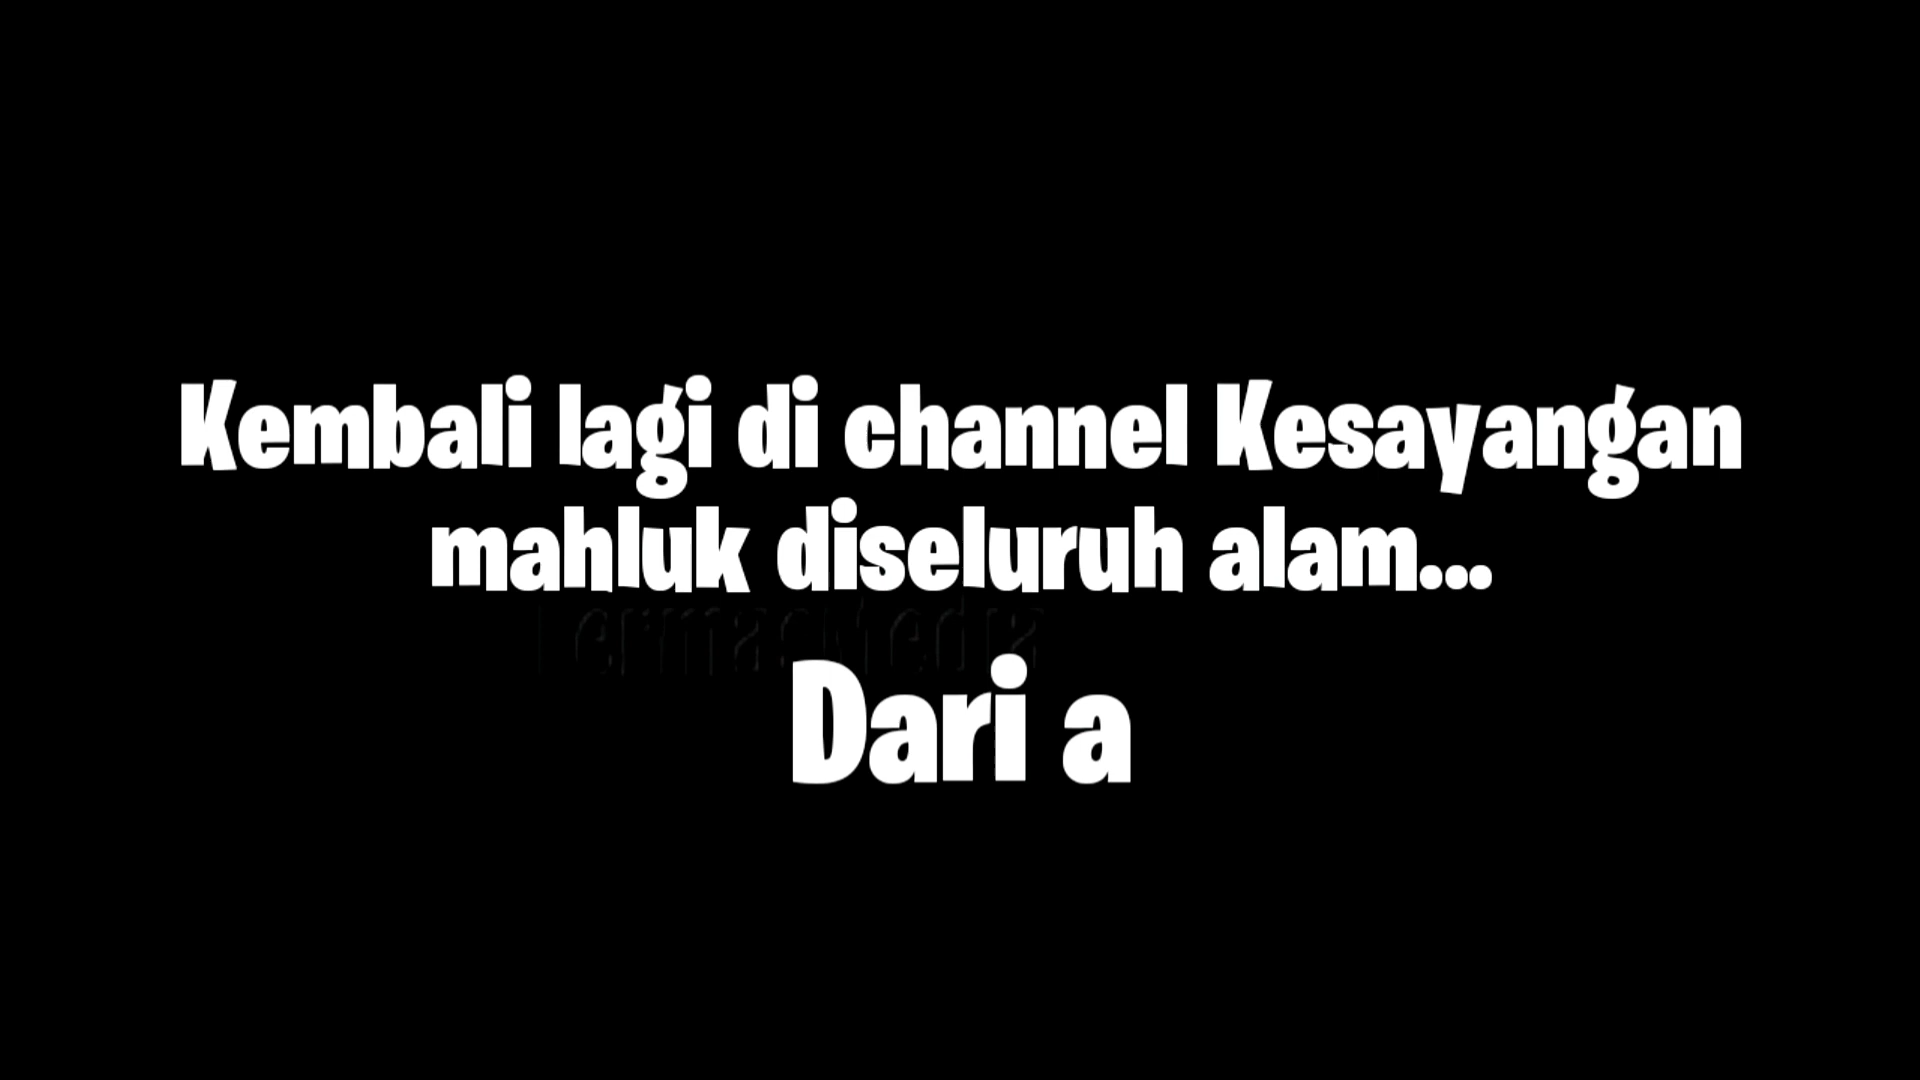 Kembali lagi di channel Kesayangan
mahluk diseluruh alam...
Dari a